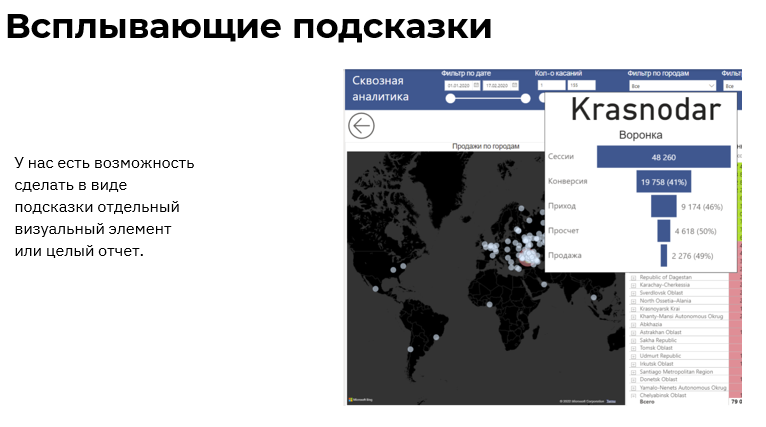 Всплывающие подсказки
У нас есть возможность
сделать в виде
подсказки отдельный
визуальный элемент
или целый отчет.
Сквозная
аналитика
Фильтр по дате
01.01.2020
17.02.2020
Кол-о касаний
1
155
Фильтр по городам
Все
Все
Продажи по городам
Krasnodar
Воронка
Сессии 48 260
Конверсия 19 758 (41%)
Приход 9 174 (46%)
Просчет 4 618 (50%)
Продажа 2 276 (49%)
Republic of Dagestan
Karachay-Cherkessia
Sverdlovsk Oblast
North Ossetia–Alania
Krasnoyarsk Krai
Khanty-Mansi Autonomous Okrug
Abkhazia
Astrakhan Oblast
Sakha Republic
Tomsk Oblast
Udmurt Republic
Irkutsk Oblast
Santiago Metropolitan Region
Donetsk Oblast
Yamalo-Nenets Autonomous Okrug
Chelyabinsk Oblast
Всего
Microsoft Bing
© 2020 Microsoft Corporation Terms